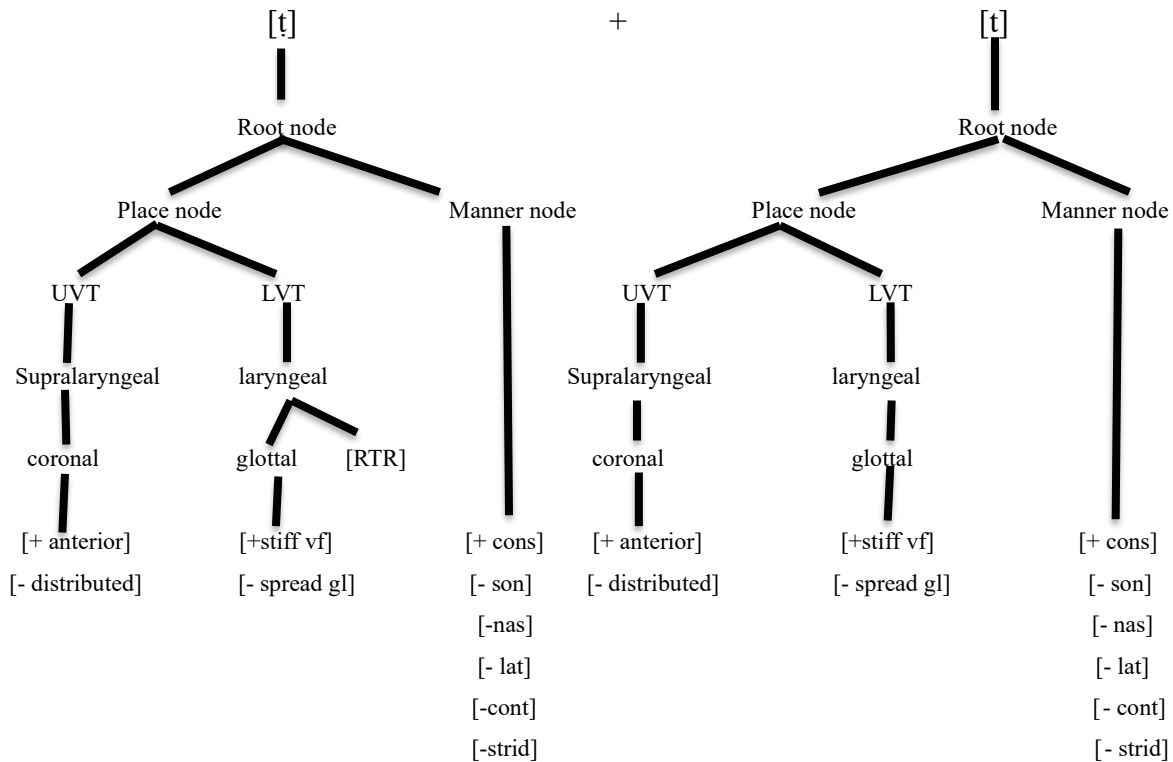 [ṭ] + [t]
Root node Root node
Place node Manner node Place node Manner node
UVT LVT UVT LVT
Supralaryngeal laryngeal Supralaryngeal laryngeal
coronal glottal [RTR] coronal glottal
[+ anterior] [+stiff vf] [+ cons] [+ anterior] [+stiff vf] [+ cons]
[- distributed] [- spread gl] [- son] [- distributed] [- spread gl] [- son]
[-nas] [- nas]
[- lat] [- lat]
[-cont] [- cont]
[-strid] [- strid]